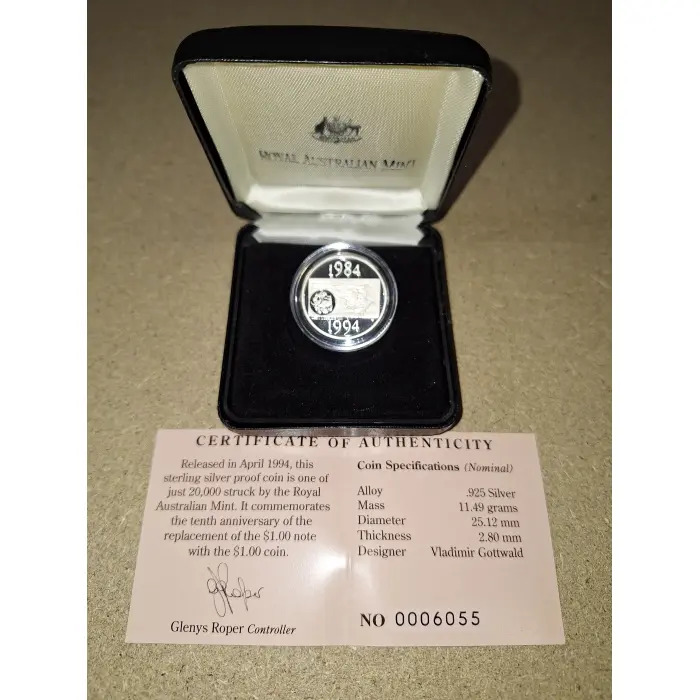 ROYAL AUSTRALIAN MINT
1984
1994
CERTIFICATE OF AUTHENTICITY
Released in April 1994, this
sterling silver proof coin is one of
just 20,000 struck by the Royal
Australian Mint. It commemorates
the tenth anniversary of the
replacement of the $1.00 note
with the $1.00 coin.
GRoper
Glenys Roper Controller
Coin Specifications (Nominal)
Alloy .925 Silver
Mass 11.49 grams
Diameter 25.12 mm
Thickness 2.80 mm
Designer Vladimir Gottwald
NO 0006055